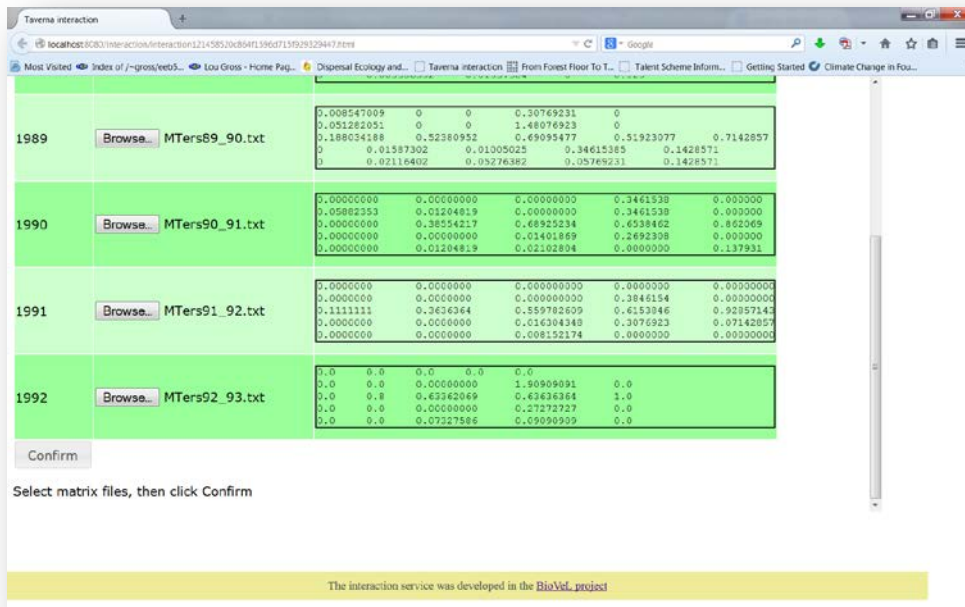 Taverna interaction
localhost:8080/interaction/interaction121458520c864f1596d715f929329447.html
Google
Most Visited Index of /~gross/eeb5... Lou Gross - Home Pag... Dispersal Ecology and... Taverna interaction From Forest Floor To T... Talent Scheme Inform... Getting Started Climate Change in Fou...
1989 Browse... MTers89_90.txt
0.008547009 0 0 0.30769231 0
0.051282051 0 0 1.48076923 0
0.188034188 0.52380952 0.69095477 0.51923077 0.7142857
0 0.01587302 0.01005025 0.34615385 0.1428571
0 0.02116402 0.05276382 0.05769231 0.1428571
1990 Browse... MTers90_91.txt
0.00000000 0.00000000 0.00000000 0.3461538 0.000000
0.05882353 0.01204819 0.00000000 0.3461538 0.000000
0.00000000 0.38554217 0.68925234 0.6538462 0.862069
0.00000000 0.00000000 0.01401869 0.2692308 0.000000
0.00000000 0.01204819 0.02102804 0.0000000 0.137931
1991 Browse... MTers91_92.txt
0.0000000 0.0000000 0.000000000 0.0000000 0.00000000
0.0000000 0.0000000 0.000000000 0.3846154 0.00000000
0.1111111 0.3636364 0.559782609 0.6153846 0.92857143
0.0000000 0.0000000 0.016304348 0.3076923 0.07142857
0.0000000 0.0000000 0.008152174 0.0000000 0.00000000
1992 Browse... MTers92_93.txt
0.0 0.0 0.0 0.0 0.0
0.0 0.0 0.00000000 1.90909091 0.0
0.0 0.8 0.63362069 0.63636364 1.0
0.0 0.0 0.00000000 0.27272727 0.0
0.0 0.0 0.07327586 0.09090909 0.0
Confirm
Select matrix files, then click Confirm
The interaction service was developed in the BioVeL project